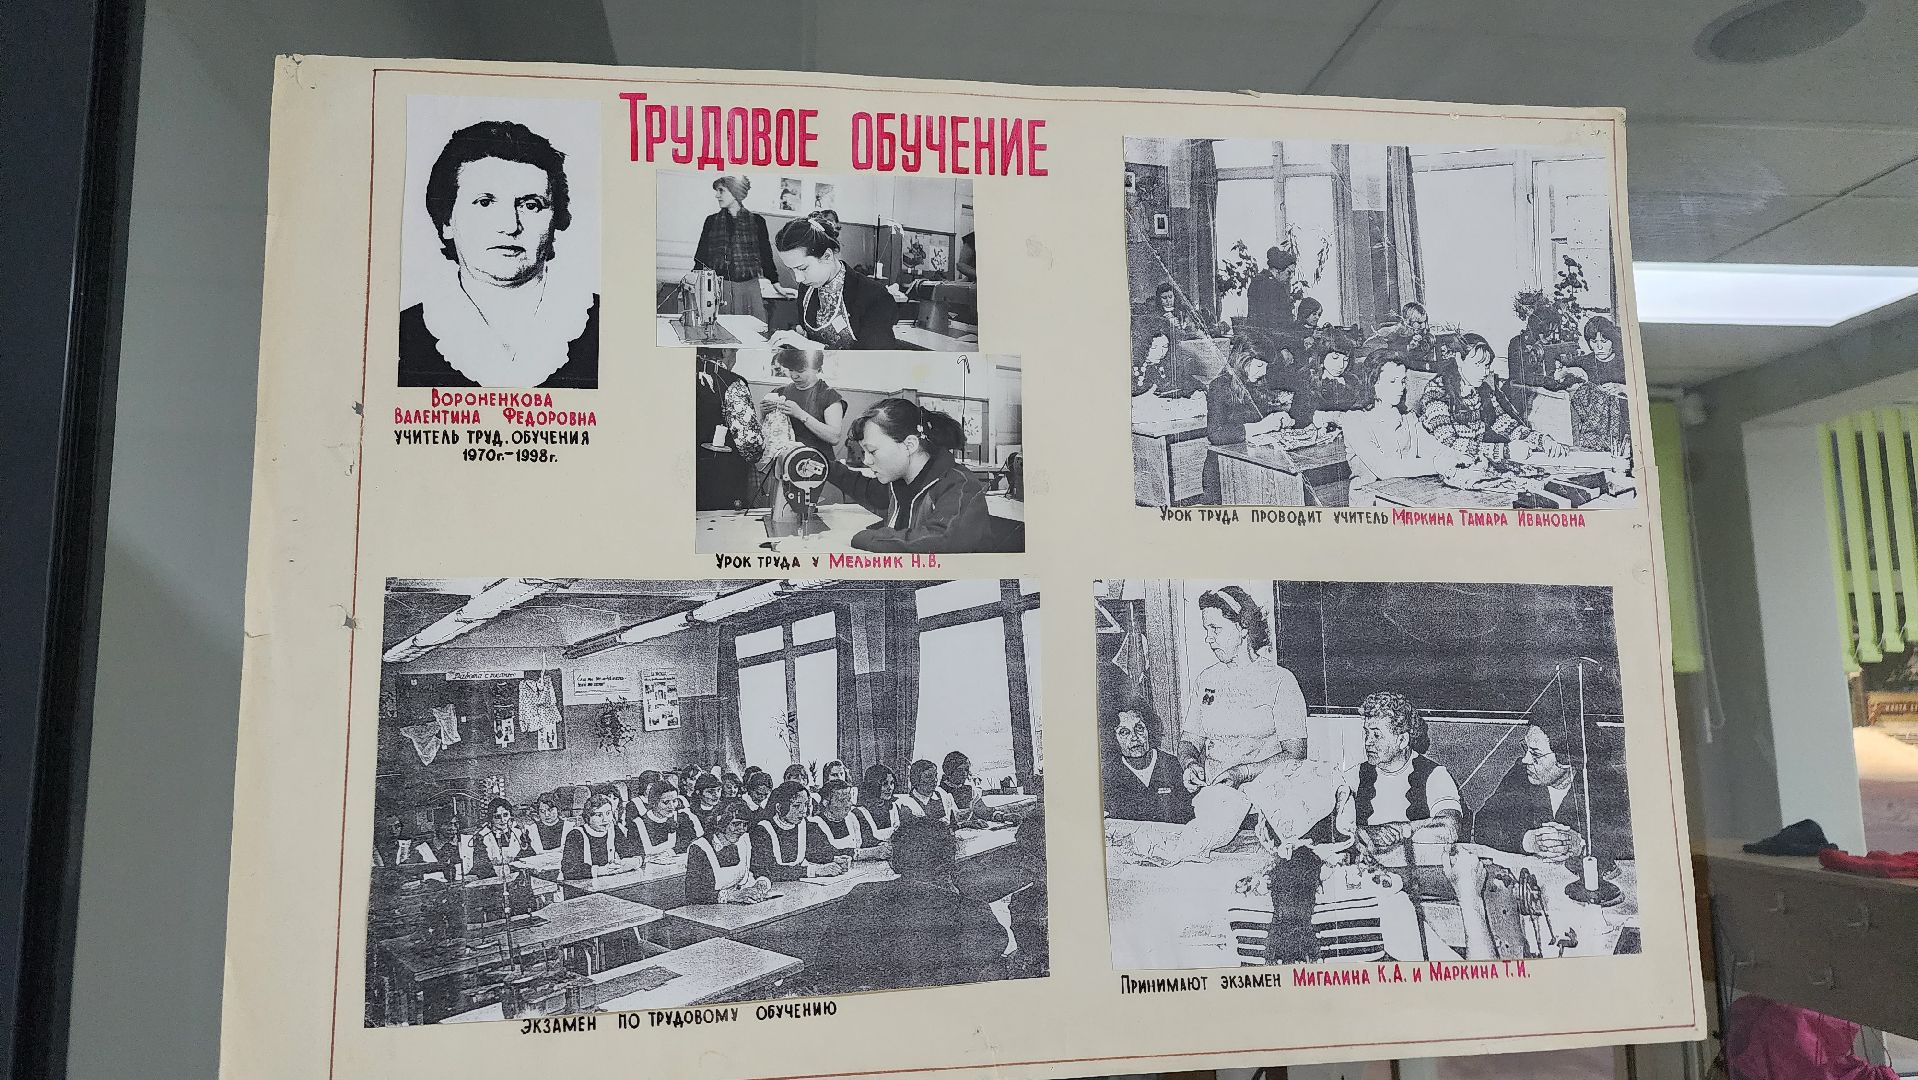 ТРУДОВОЕ ОБУЧЕНИЕ
ВОРОНЕНКОВА
ВАЛЕНТИНА ФЕДОРОВНА
УЧИТЕЛЬ ТРУД. ОБУЧЕНИЯ
1970г.-1998г.
УРОК ТРУДА У МЕЛЬНИК Н.В.
УРОК ТРУДА ПРОВОДИТ УЧИТЕЛЬ МАРКИНА ТАМАРА ИВАНОВНА
ЭКЗАМЕН ПО ТРУДОВОМУ ОБУЧЕНИЮ
ПРИНИМАЮТ ЭКЗАМЕН МИГАЛИНА К.А. И МАРКИНА Т.И.